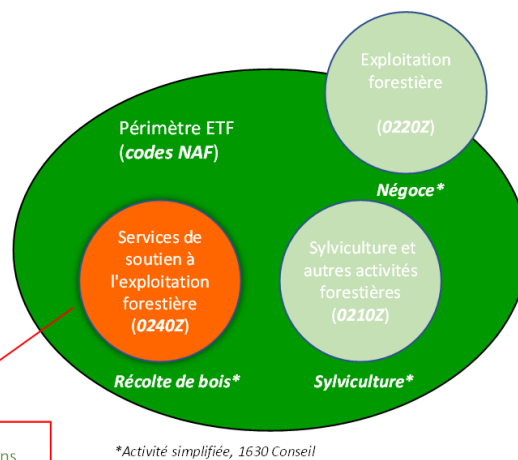 Exploitation
forestière
(0220Z)
Périmètre ETF
(codes NAF)
Négoce*
Services de
soutien à
l'exploitation
forestière
(0240Z)
Sylviculture et
autres activités
forestières
(0210Z)
Récolte de bois*
Sylviculture*
*Activité simplifiée, 1630 Conseil